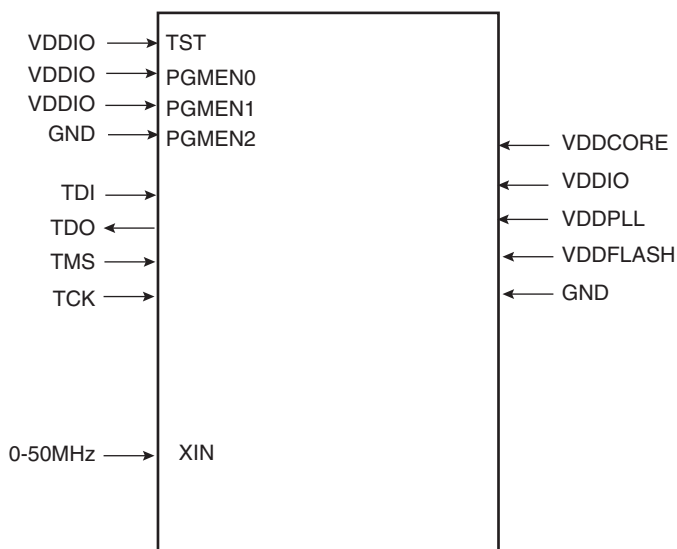 VDDIO TST
VDDIO PGMEN0
VDDIO PGMEN1
GND PGMEN2
VDDCORE
TDI VDDIO
TDO VDDPLL
TMS VDDFLASH
TCK GND
0-50MHz XIN